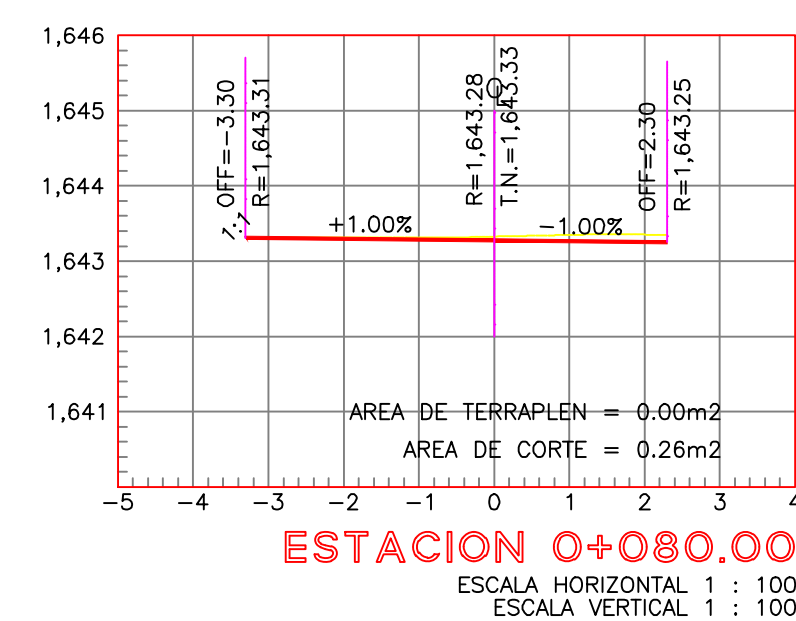 1,646
1,645
1,644
1,643
1,642
1,641
OFF=-3.30
R=1,643.31
R=1,643.28
T.N.=1,643.33
OFF=2.30
R=1,643.25
1:1
+1.00%
-1.00%
AREA DE TERRAPLEN = 0.00m2
AREA DE CORTE = 0.26m2
-5 -4 -3 -2 -1 0 1 2 3 4
ESTACION 0+080.00
ESCALA HORIZONTAL 1 : 100
ESCALA VERTICAL 1 : 100